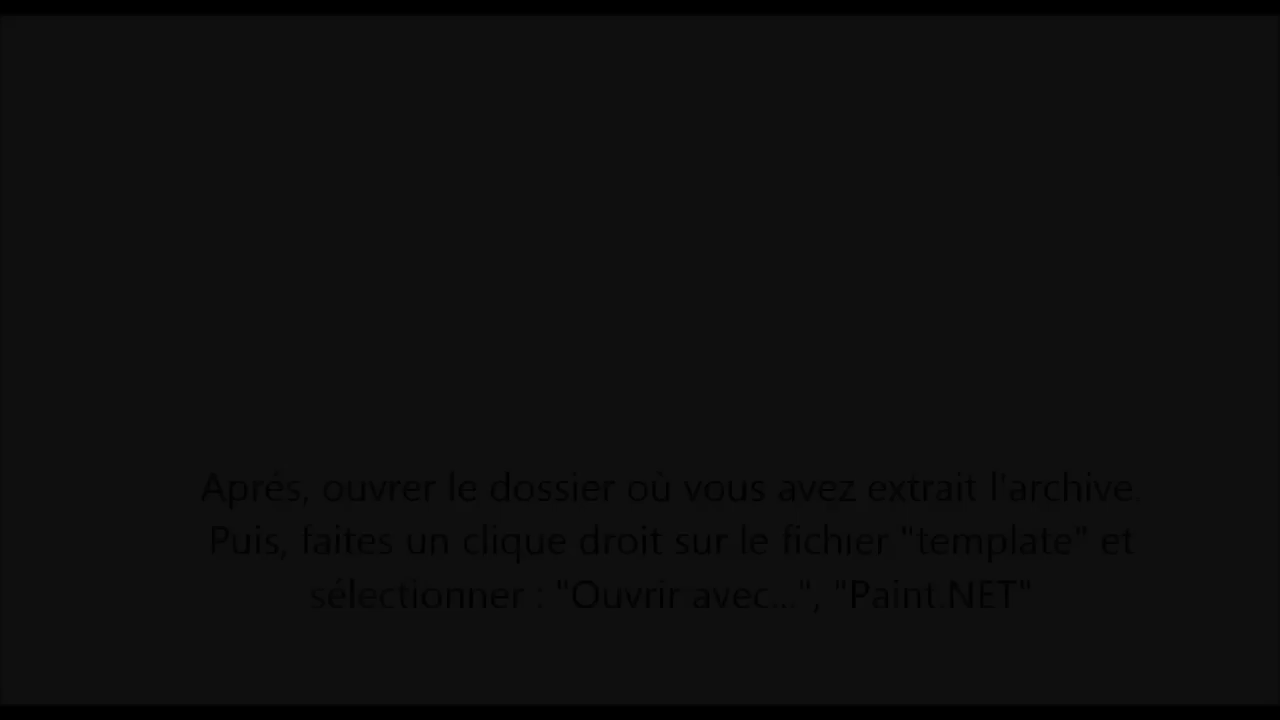 Aprés, ouvrer le dossier où vous avez extrait l'archive.
Puis, faites un clique droit sur le fichier "template" et
sélectionner : "Ouvrir avec...", "Paint.NET"